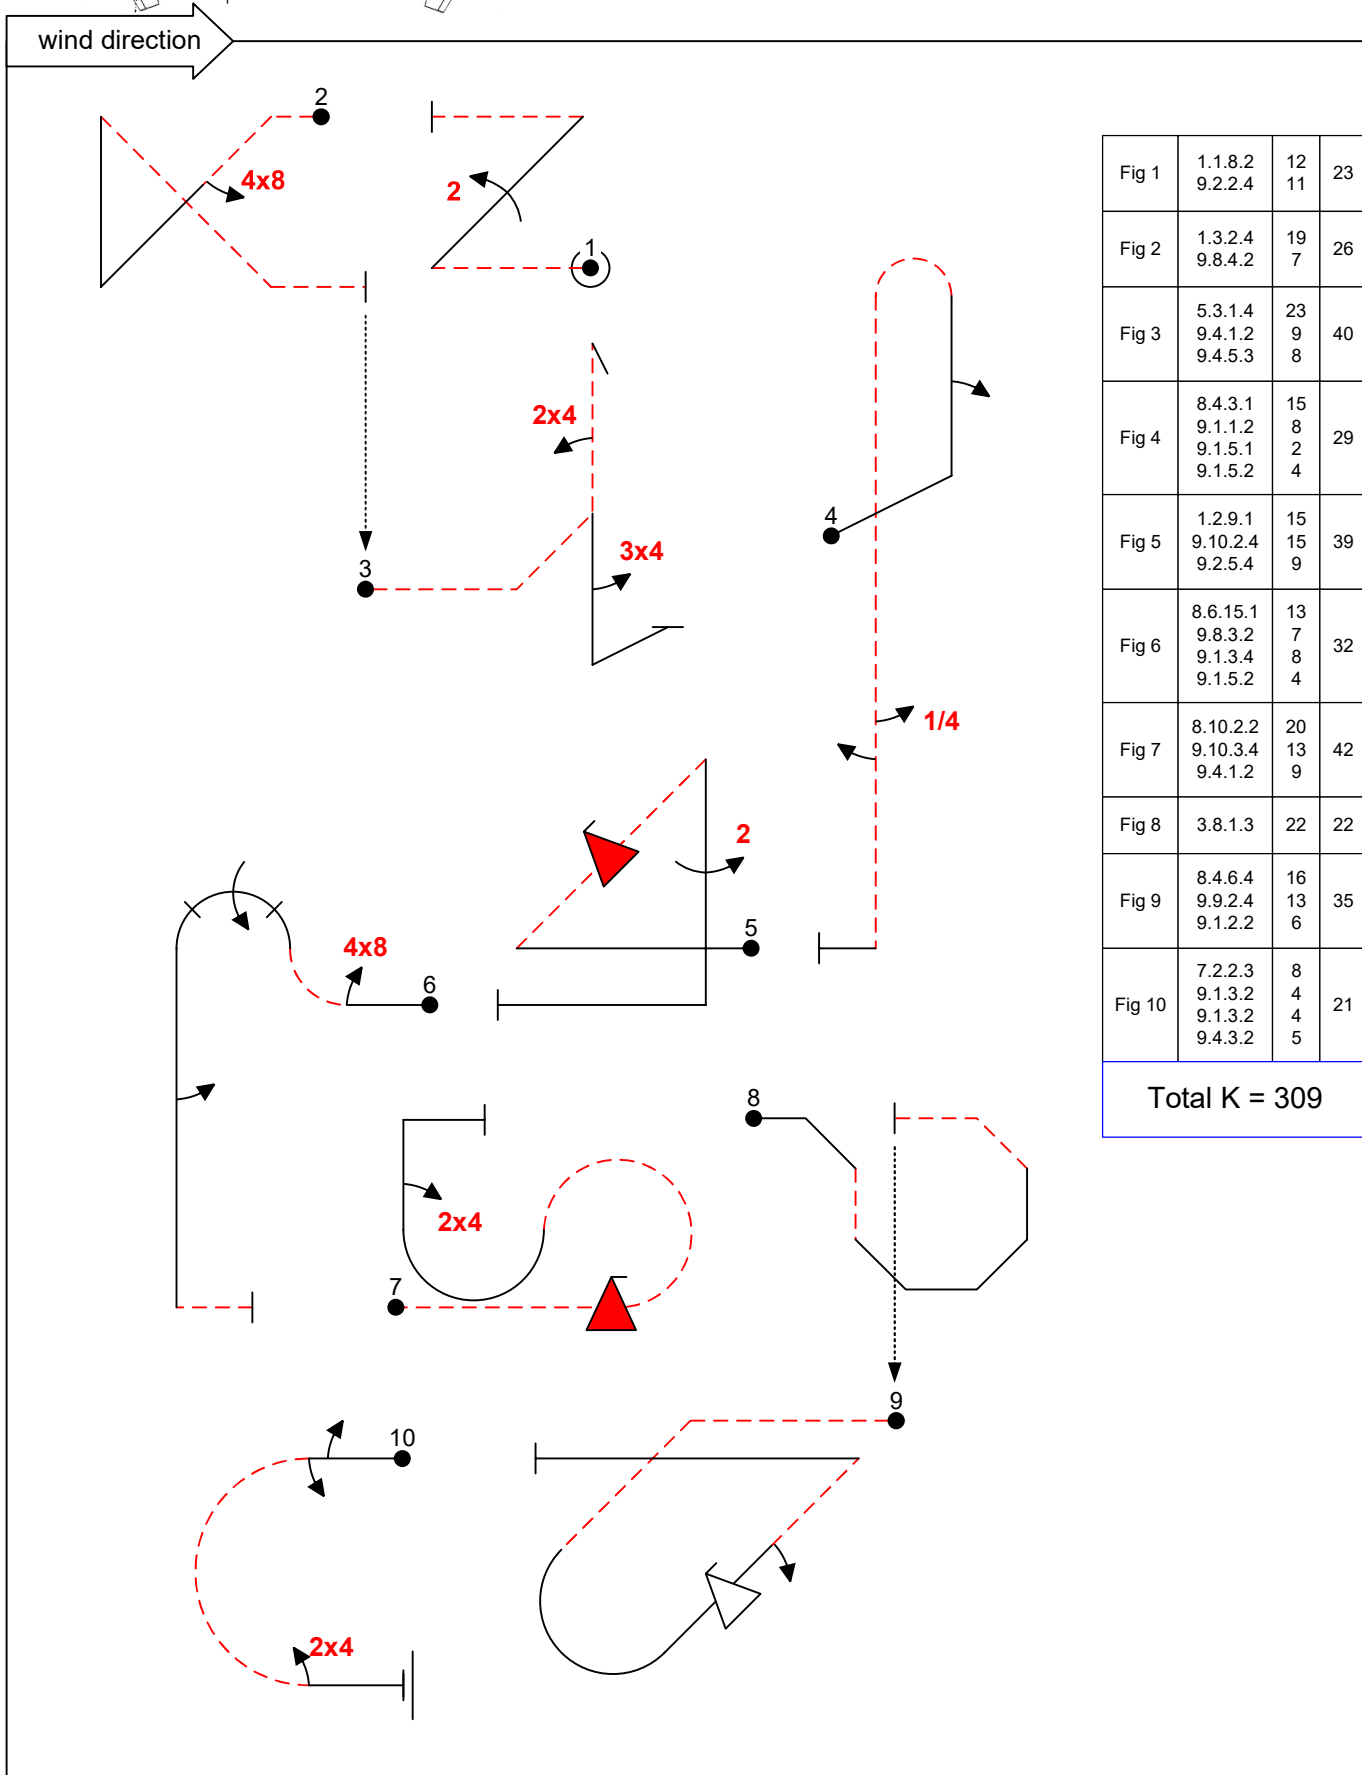 wind direction
2
4x8
2
1
2x4
3x4
3
4
1/4
2
5
4x8
6
8
2x4
7
9
10
2x4
Fig 1
1.1.8.2 12
9.2.2.4 11
23
Fig 2
1.3.2.4 19
9.8.4.2 7
26
Fig 3
5.3.1.4 23
9.4.1.2 9
9.4.5.3 8
40
Fig 4
8.4.3.1 15
9.1.1.2 8
9.1.5.1 2
9.1.5.2 4
29
Fig 5
1.2.9.1 15
9.10.2.4 15
9.2.5.4 9
39
Fig 6
8.6.15.1 13
9.8.3.2 7
9.1.3.4 8
9.1.5.2 4
32
Fig 7
8.10.2.2 20
9.10.3.4 13
9.4.1.2 9
42
Fig 8
3.8.1.3 22
22
Fig 9
8.4.6.4 16
9.9.2.4 13
9.1.2.2 6
35
Fig 10
7.2.2.3 8
9.1.3.2 4
9.1.3.2 4
9.4.3.2 5
21
Total K = 309